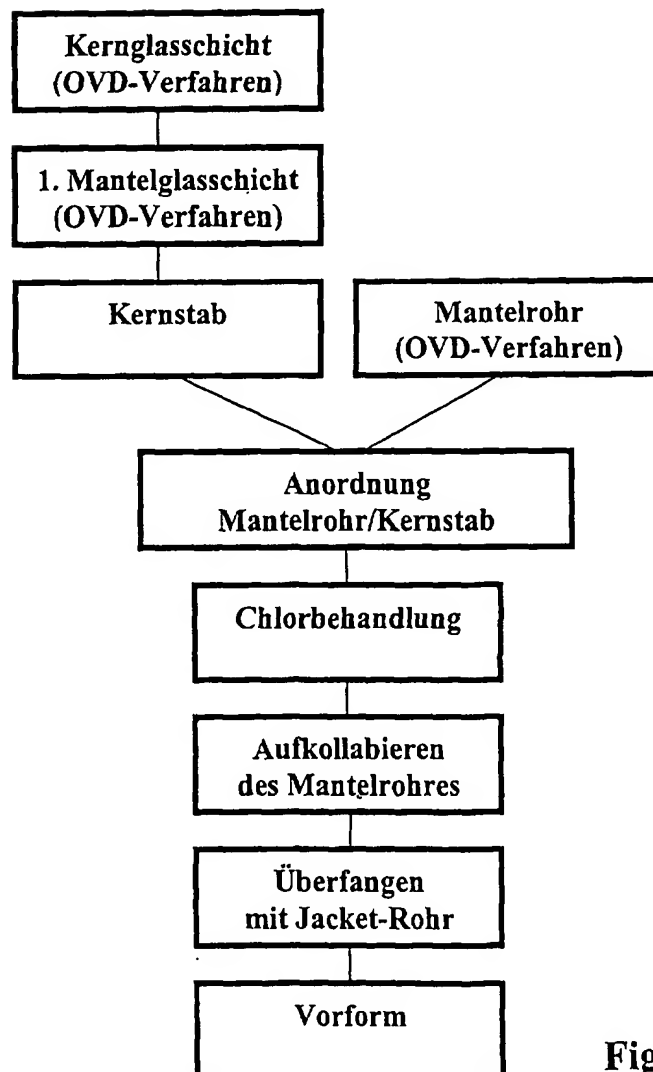 Kernglasschicht
(OVD-Verfahren)
1. Mantelglasschicht
(OVD-Verfahren)
Kernstab
Mantelrohr
(OVD-Verfahren)
Anordnung
Mantelrohr/Kernstab
Chlorbehandlung
Aufkollabieren
des Mantelrohres
Überfangen
mit Jacket-Rohr
Vorform
Fig